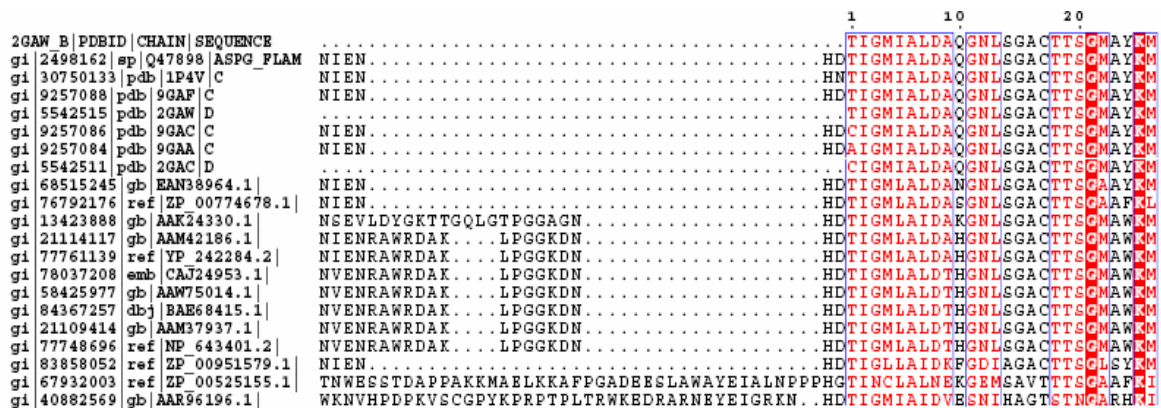 1 10 20
2GAW_B|PDBID|CHAIN|SEQUENCE ............................................TIGMIALDAQGNLSGACTTSGMAYKM
gi|2498162|sp|Q47898|ASPG_FLAM NIEN......................................HDTIGMIALDAQGNLSGACTTSGMAYKM
gi|30750133|pdb|1P4V|C NIEN......................................HNTIGMIALDAQGNLSGACTTSGMAYKM
gi|9257088|pdb|9GAF|C NIEN......................................HDTIGMIALDAQGNLSGACTTSGMAYKM
gi|5542515|pdb|2GAW|D ............................................TIGMIALDAQGNLSGACTTSGMAYKM
gi|9257086|pdb|9GAC|C NIEN......................................HDCIGMIALDAQGNLSGACTTSGMAYKM
gi|9257084|pdb|9GAA|C NIEN......................................HDCIGMIALDAQGNLSGACTTSGMAYKM
gi|5542511|pdb|2GAC|D ............................................CIGMIALDAQGNLSGACTTSGMAYKM
gi|68515245|gb|EAN38964.1| NIEN......................................HDTIGMLALDANGNLSGACTTSGAAYKM
gi|76792176|ref|ZP_00774678.1| NIEN......................................HDTIGMLALDASGNLSGACTTSGAAFKL
gi|13423888|gb|AAK24330.1| NSEVLDYGKTTGQLGTPGGAGN....................HDTIGMIAIDAKGNLSGACTTSGMAWKM
gi|21114117|gb|AAM42186.1| NIENRAWRDAK....LPGGKDN....................HDTIGMLALDAHGNLSGACTTSGMAWKM
gi|77761139|ref|YP_242284.2| NIENRAWRDAK....LPGGKDN....................HDTIGMLALDAHGNLSGACTTSGMAWKM
gi|78037208|emb|CAJ24953.1| NVENRAWRDAK....LPGGKDN....................HDTIGMLALDTHGNLSGACTTSGMAWKM
gi|58425977|gb|AAW75014.1| NVENRAWRDAK....LPGGKDN....................HDTIGMLALDTHGNLSGACTTSGMAWKM
gi|84367257|dbj|BAE68415.1| NVENRAWRDAK....LPGGKDN....................HDTIGMLALDTHGNLSGACTTSGMAWKM
gi|21109414|gb|AAM37937.1| NVENRAWRDAK....LPGGKDN....................HDTIGMLALDTHGNLSGACTTSGMAWKM
gi|77748696|ref|NP_643401.2| NVENRAWRDAK....LPGGKDN....................HDTIGMLALDTHGNLSGACTTSGMAWKM
gi|83858052|ref|ZP_00951579.1| NIEN......................................HDTIGLLAIDKFGDIAGACTTSGLSYKM
gi|67932003|ref|ZP_00525155.1| TNWESSTDAPPAKKMAELKKAFPGADEESLAWAYEIALNPPPHGTINCLALNEKGEMSAVTTTSGAAFKI
gi|40882569|gb|AAR96196.1| WKNVHPDPKVSCGPYKPRPTPLTRWKEDRARNEYEIGRKN..HDTIGMIAIDVESNIHAGTSTNGARHKI